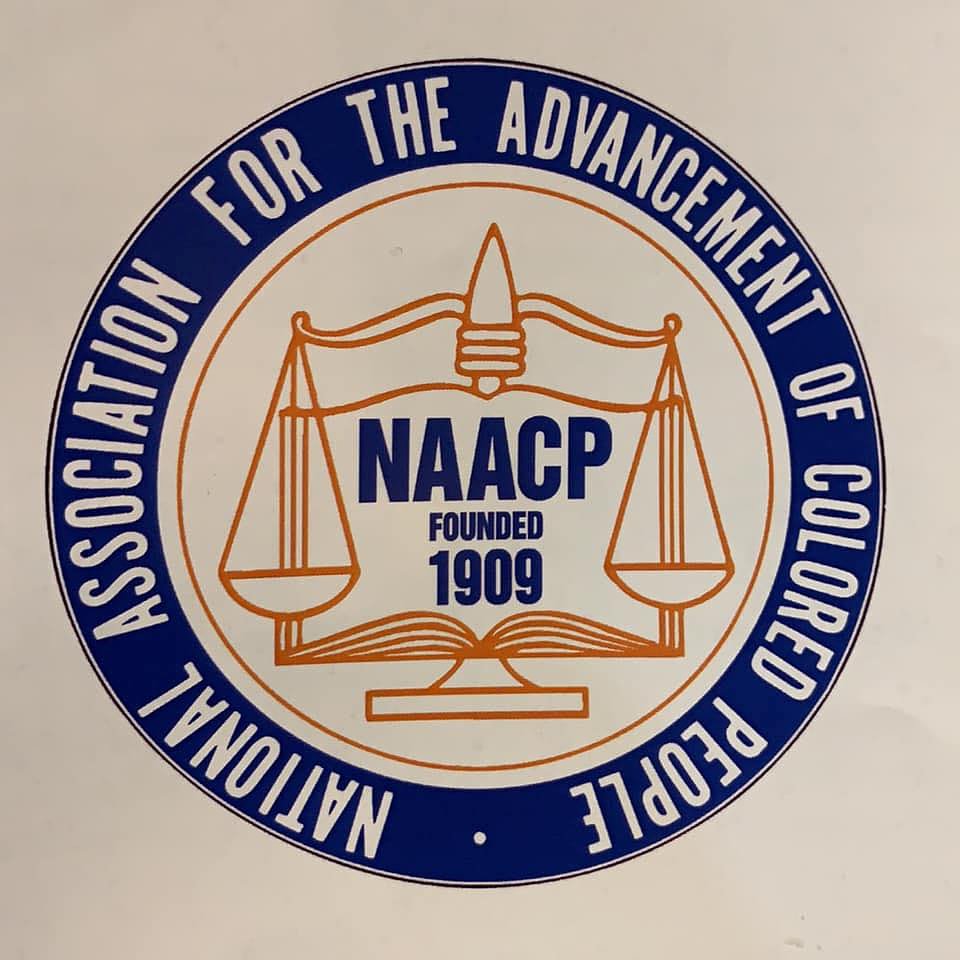 NATIONAL ASSOCIATION FOR THE ADVANCEMENT OF COLORED PEOPLE
NAACP
FOUNDED
1909